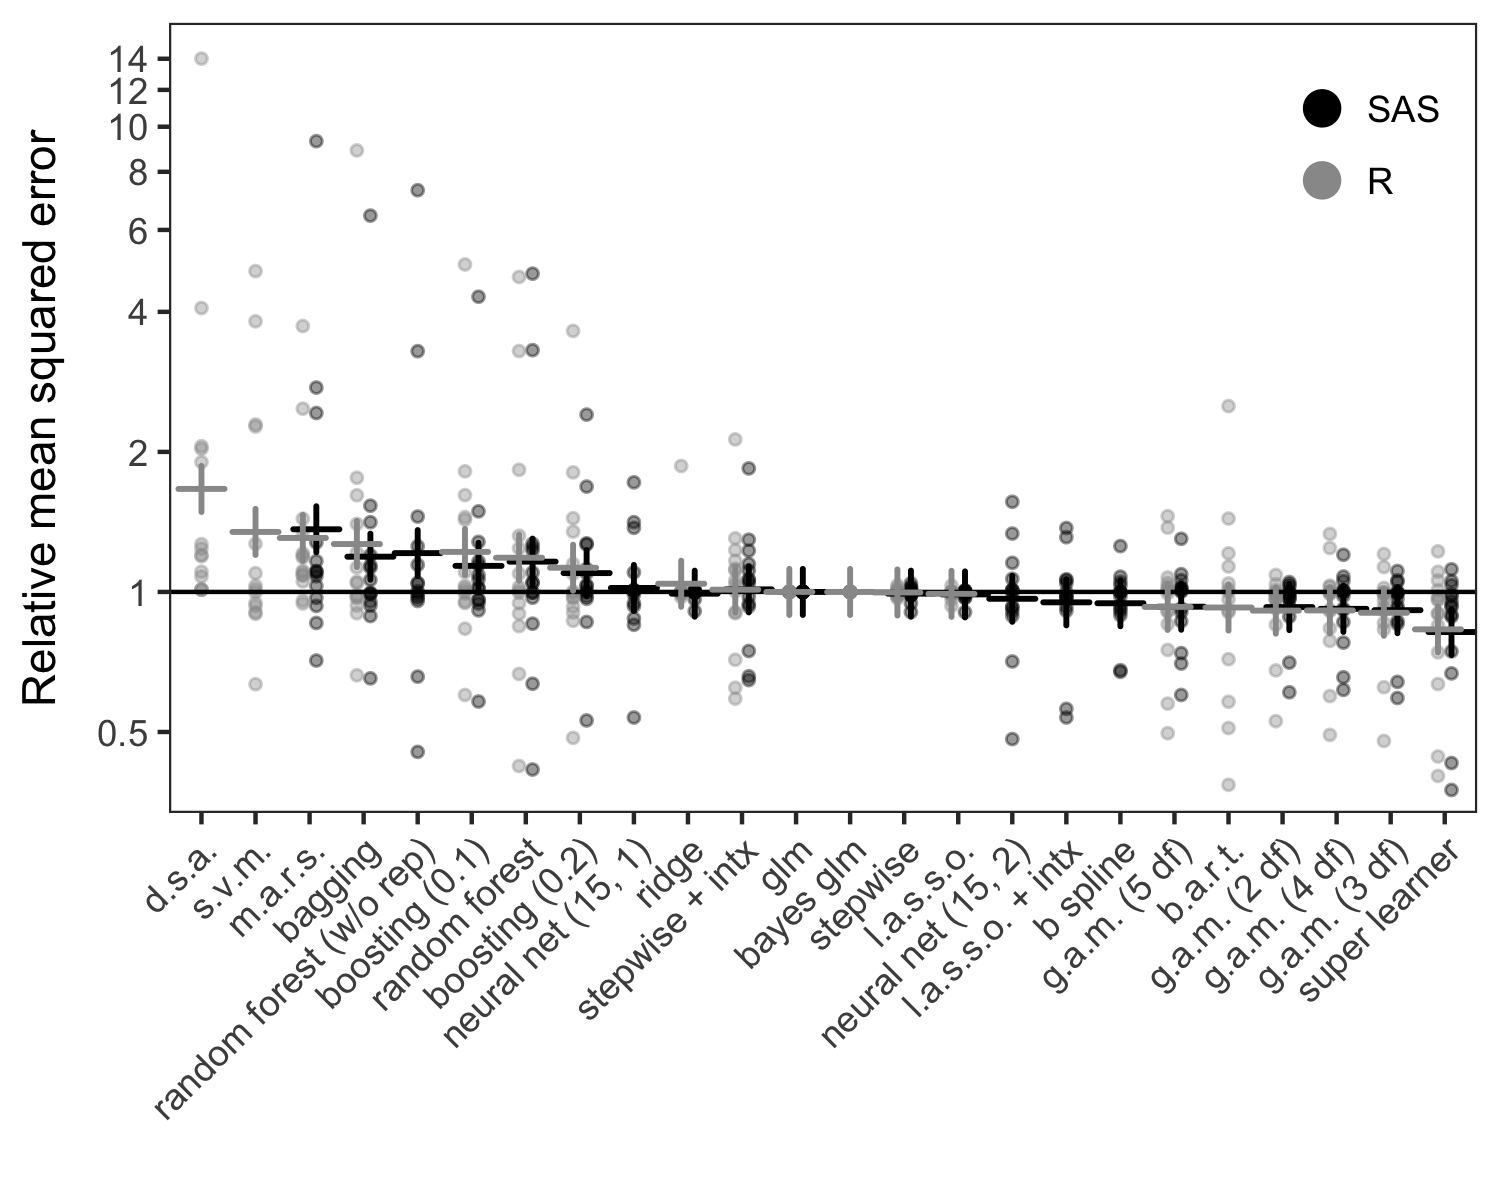 Relative mean squared error
14
12
10
8
6
4
2
1
0.5
SAS
R
d.s.a.
s.v.m.
m.a.r.s.
bagging
random forest (w/o rep)
boosting (0.1)
random forest
boosting (0.2)
neural net (15, 1)
ridge
stepwise + intx
glm
bayes glm
stepwise
l.a.s.s.o.
neural net (15, 2)
l.a.s.s.o. + intx
b spline
g.a.m. (5 df)
b.a.r.t.
g.a.m. (2 df)
g.a.m. (4 df)
g.a.m. (3 df)
super learner